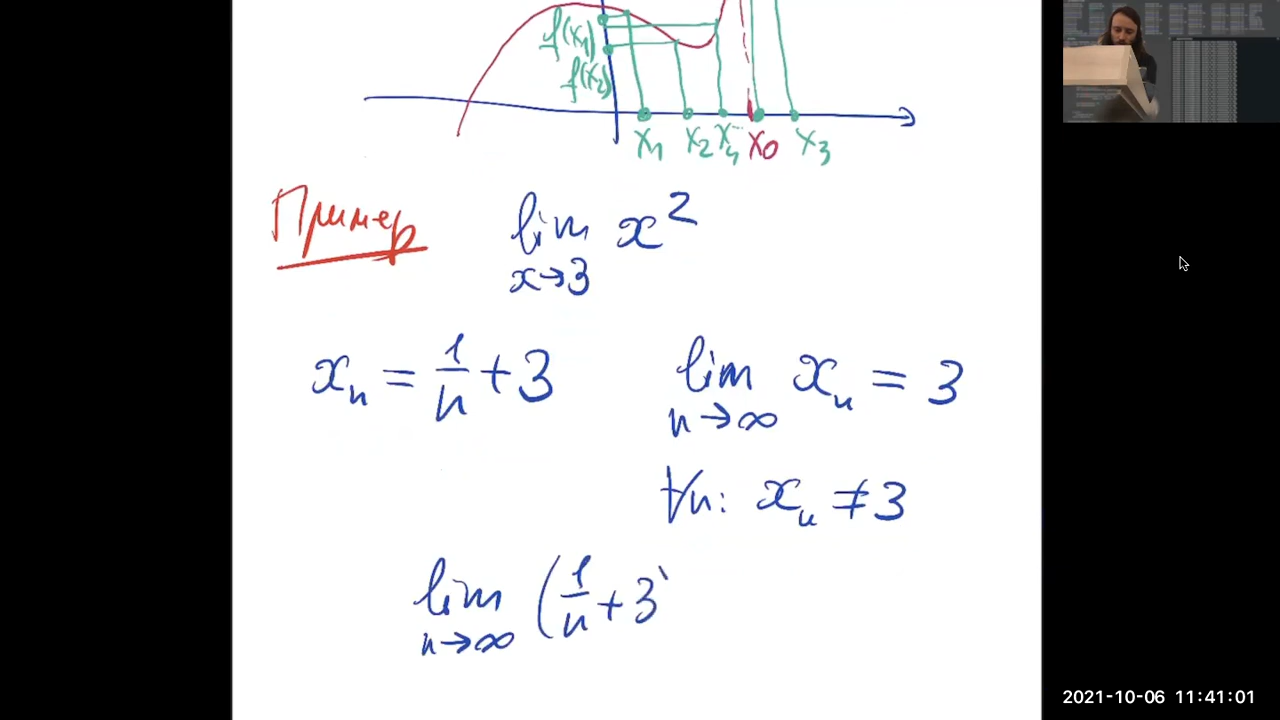 f(x₁)
f(x₂)
x₁ x₂ x₄ x₀ x₃
Пример lim x²
x→3
xₙ = 1/n + 3 lim xₙ = 3
n→∞
∀n: xₙ ≠ 3
lim (1/n + 3
n→∞
2021-10-06 11:41:01